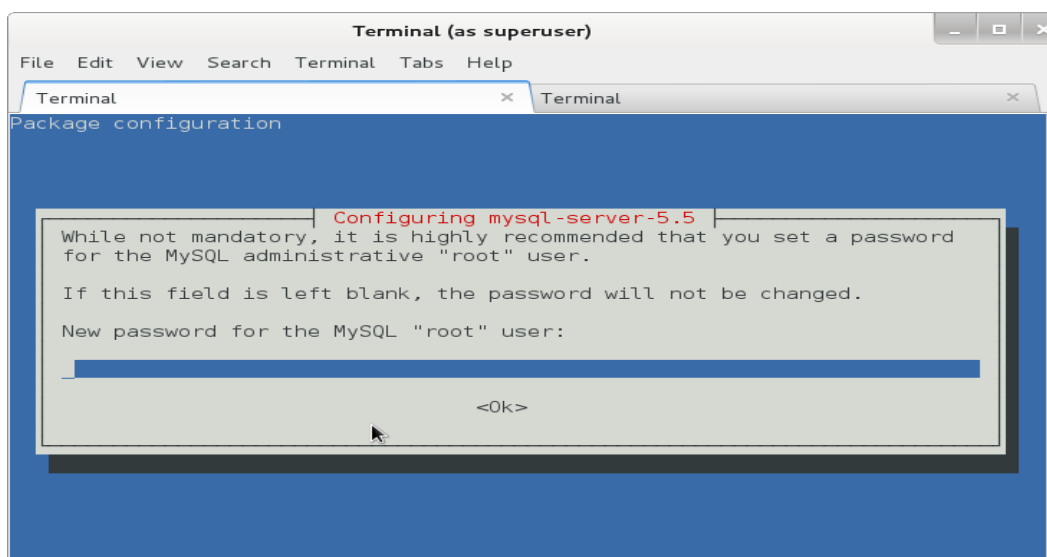 Terminal (as superuser)
File Edit View Search Terminal Tabs Help
Terminal
Terminal
Package configuration
Configuring mysql-server-5.5
While not mandatory, it is highly recommended that you set a password
for the MySQL administrative "root" user.
If this field is left blank, the password will not be changed.
New password for the MySQL "root" user:
<Ok>